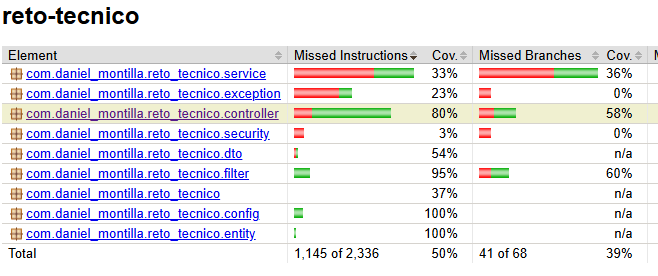 reto-tecnico
Element Missed Instructions Cov. Missed Branches Cov. M
com.daniel_montilla.reto_tecnico.service 33% 36%
com.daniel_montilla.reto_tecnico.exception 23% 0%
com.daniel_montilla.reto_tecnico.controller 80% 58%
com.daniel_montilla.reto_tecnico.security 3% 0%
com.daniel_montilla.reto_tecnico.dto 54% n/a
com.daniel_montilla.reto_tecnico.filter 95% 60%
com.daniel_montilla.reto_tecnico 37% n/a
com.daniel_montilla.reto_tecnico.config 100% n/a
com.daniel_montilla.reto_tecnico.entity 100% n/a
Total 1,145 of 2,336 50% 41 of 68 39%